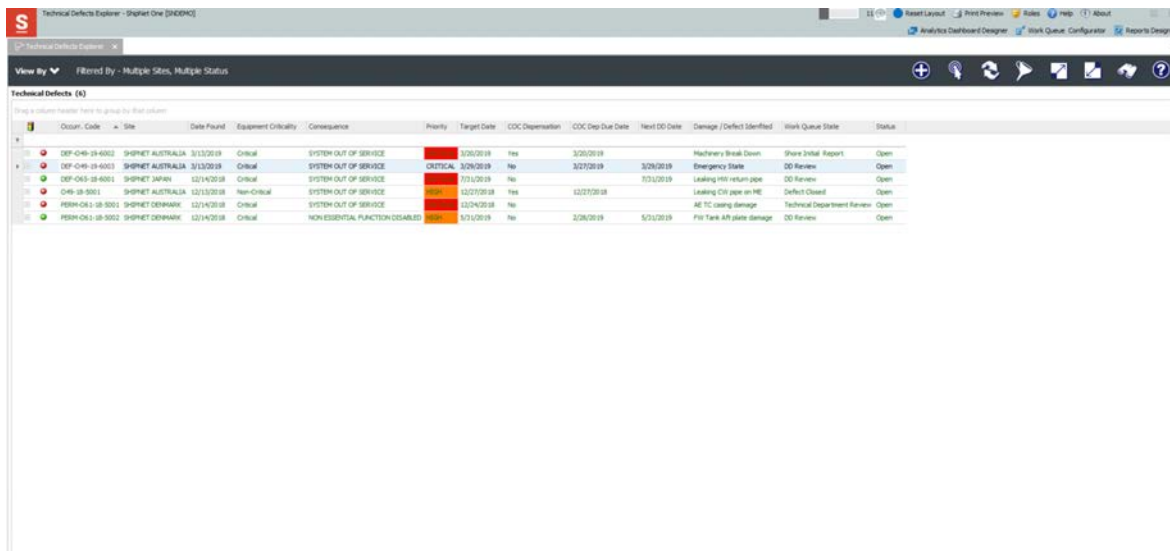 S
Technical Defects Explorer - ShipNet One [SNDEMO]
11
Reset Layout Print Preview Roles Help About
Analytics Dashboard Designer Work Queue Configurator Reports Design
Technical Defects Explorer ×
View By Filtered By - Multiple Sites, Multiple Status
Technical Defects (6)
Drag a column header here to group by that column
Occurr. Code Site Date Found Equipment Criticality Consequence Priority Target Date COC Dispensation COC Dep Due Date Next DD Date Damage / Defect Idenfited Work Queue State Status
DEF-O49-19-6002 SHIPNET AUSTRALIA 3/13/2019 Critical SYSTEM OUT OF SERVICE 3/20/2019 Yes 3/20/2019 Machinery Break Down Shore Initial Report Open
DEF-O49-19-6003 SHIPNET AUSTRALIA 3/13/2019 Critical SYSTEM OUT OF SERVICE CRITICAL 3/29/2019 No 3/27/2019 3/29/2019 Emergency State DD Review Open
DEF-O65-18-6001 SHIPNET JAPAN 12/14/2018 Critical SYSTEM OUT OF SERVICE 7/31/2019 No 7/31/2019 Leaking HW return pipe DD Review Open
O49-18-5001 SHIPNET AUSTRALIA 12/13/2018 Non-Critical SYSTEM OUT OF SERVICE HIGH 12/27/2018 Yes 12/27/2018 Leaking CW pipe on ME Defect Closed Open
PERM-O61-18-5001 SHIPNET DENMARK 12/14/2018 Critical SYSTEM OUT OF SERVICE 12/24/2018 No AE TC casing damage Technical Department Review Open
PERM-O61-18-5002 SHIPNET DENMARK 12/14/2018 Critical NON ESSENTIAL FUNCTION DISABLED HIGH 5/31/2019 No 2/28/2019 5/31/2019 FW Tank Aft plate damage DD Review Open